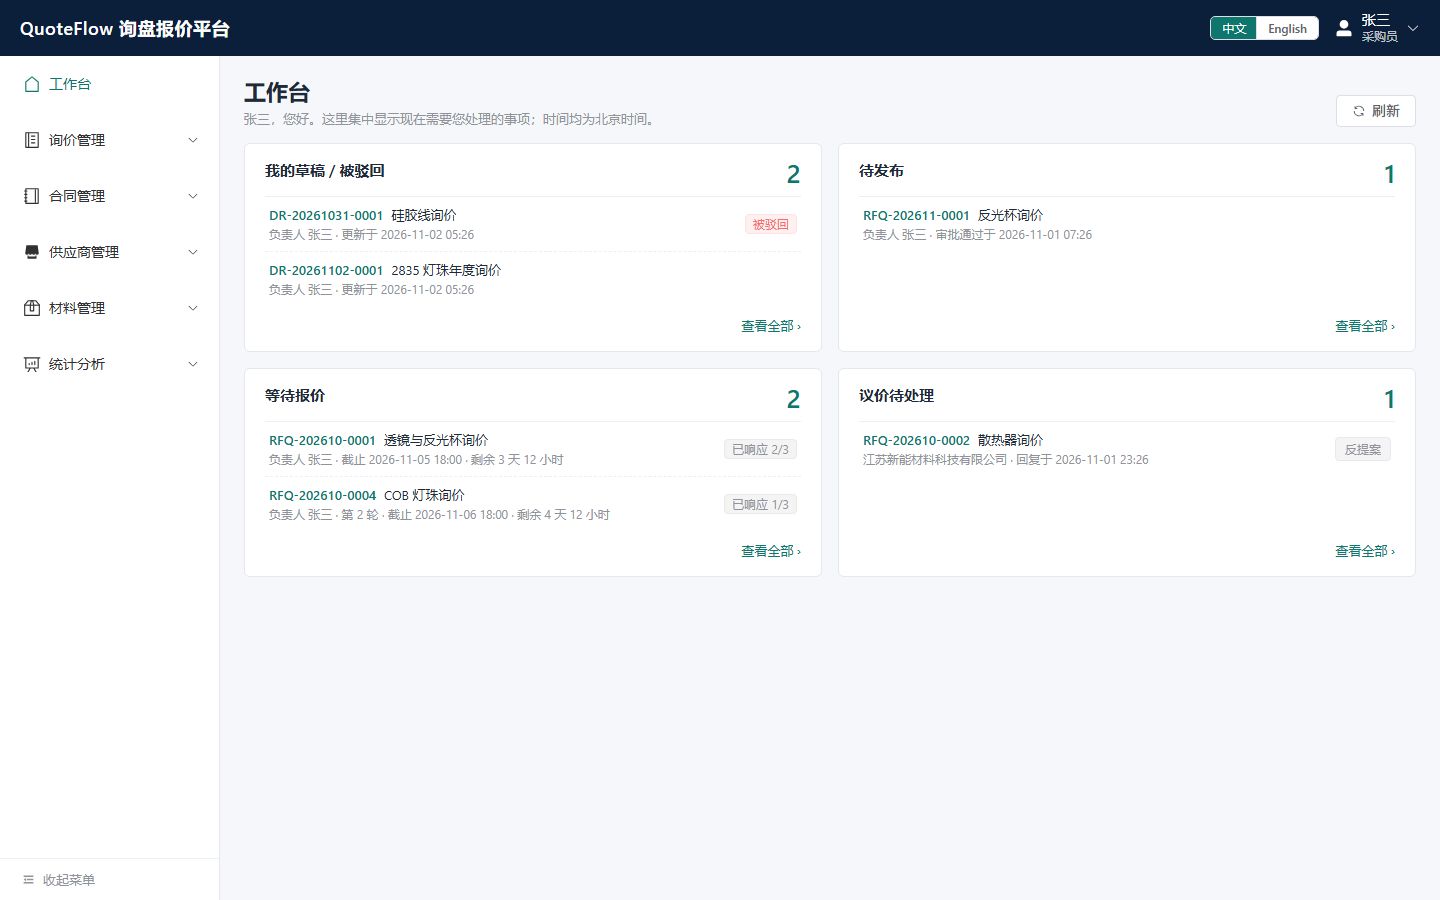 QuoteFlow 询盘报价平台
中文 English
张三
采购员
工作台
询价管理
合同管理
供应商管理
材料管理
统计分析
收起菜单
工作台
张三，您好。这里集中显示现在需要您处理的事项；时间均为北京时间。
刷新
我的草稿 / 被驳回 2
DR-20261031-0001 硅胶线询价
负责人 张三 · 更新于 2026-11-02 05:26
被驳回
DR-20261102-0001 2835 灯珠年度询价
负责人 张三 · 更新于 2026-11-02 05:26
查看全部 ›
待发布 1
RFQ-202611-0001 反光杯询价
负责人 张三 · 审批通过于 2026-11-01 07:26
查看全部 ›
等待报价 2
RFQ-202610-0001 透镜与反光杯询价
负责人 张三 · 截止 2026-11-05 18:00 · 剩余 3 天 12 小时
已响应 2/3
RFQ-202610-0004 COB 灯珠询价
负责人 张三 · 第 2 轮 · 截止 2026-11-06 18:00 · 剩余 4 天 12 小时
已响应 1/3
查看全部 ›
议价待处理 1
RFQ-202610-0002 散热器询价
江苏新能材料科技有限公司 · 回复于 2026-11-01 23:26
反提案
查看全部 ›